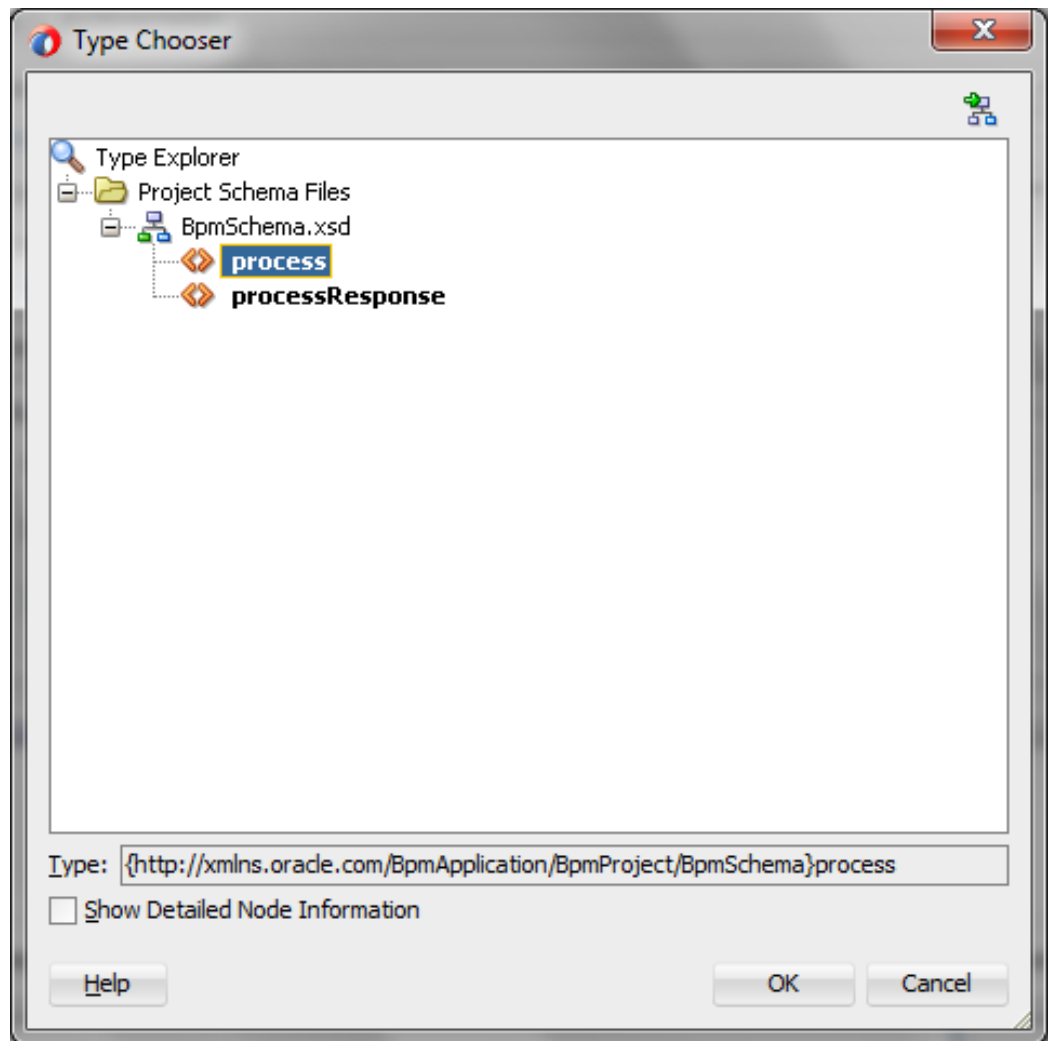 Type Chooser
Type Explorer
Project Schema Files
BpmSchema.xsd
process
processResponse
Type: {http://xmlns.oracle.com/BpmApplication/BpmProject/BpmSchema}process
Show Detailed Node Information
Help OK Cancel